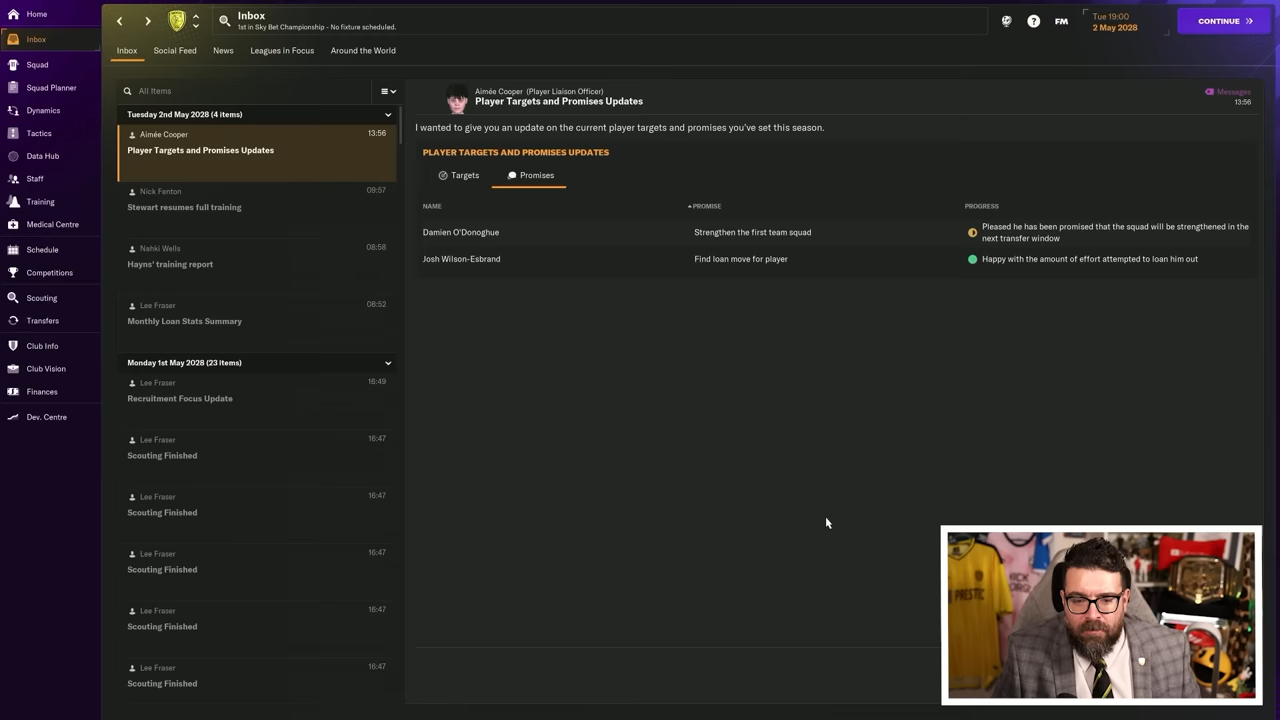 Home
Inbox
Squad
Squad Planner
Dynamics
Tactics
Data Hub
Staff
Training
Medical Centre
Schedule
Competitions
Scouting
Transfers
Club Info
Club Vision
Finances
Dev. Centre
Inbox
1st in Sky Bet Championship - No fixture scheduled.
FM
Tue 19:00
2 May 2028
CONTINUE
Inbox
Social Feed
News
Leagues in Focus
Around the World
All Items
Tuesday 2nd May 2028 (4 items)
Aimée Cooper 13:56
Player Targets and Promises Updates
Nick Fenton 09:57
Stewart resumes full training
Nahki Wells 08:58
Hayns' training report
Lee Fraser 08:52
Monthly Loan Stats Summary
Monday 1st May 2028 (23 items)
Lee Fraser 16:49
Recruitment Focus Update
Lee Fraser 16:47
Scouting Finished
Lee Fraser 16:47
Scouting Finished
Lee Fraser 16:47
Scouting Finished
Lee Fraser 16:47
Scouting Finished
Lee Fraser 16:47
Scouting Finished
Aimée Cooper (Player Liaison Officer)
Player Targets and Promises Updates
Messages
13:56
I wanted to give you an update on the current player targets and promises you've set this season.
PLAYER TARGETS AND PROMISES UPDATES
Targets
Promises
NAME PROMISE PROGRESS
Damien O'Donoghue Strengthen the first team squad Pleased he has been promised that the squad will be strengthened in the
next transfer window
Josh Wilson-Esbrand Find loan move for player Happy with the amount of effort attempted to loan him out